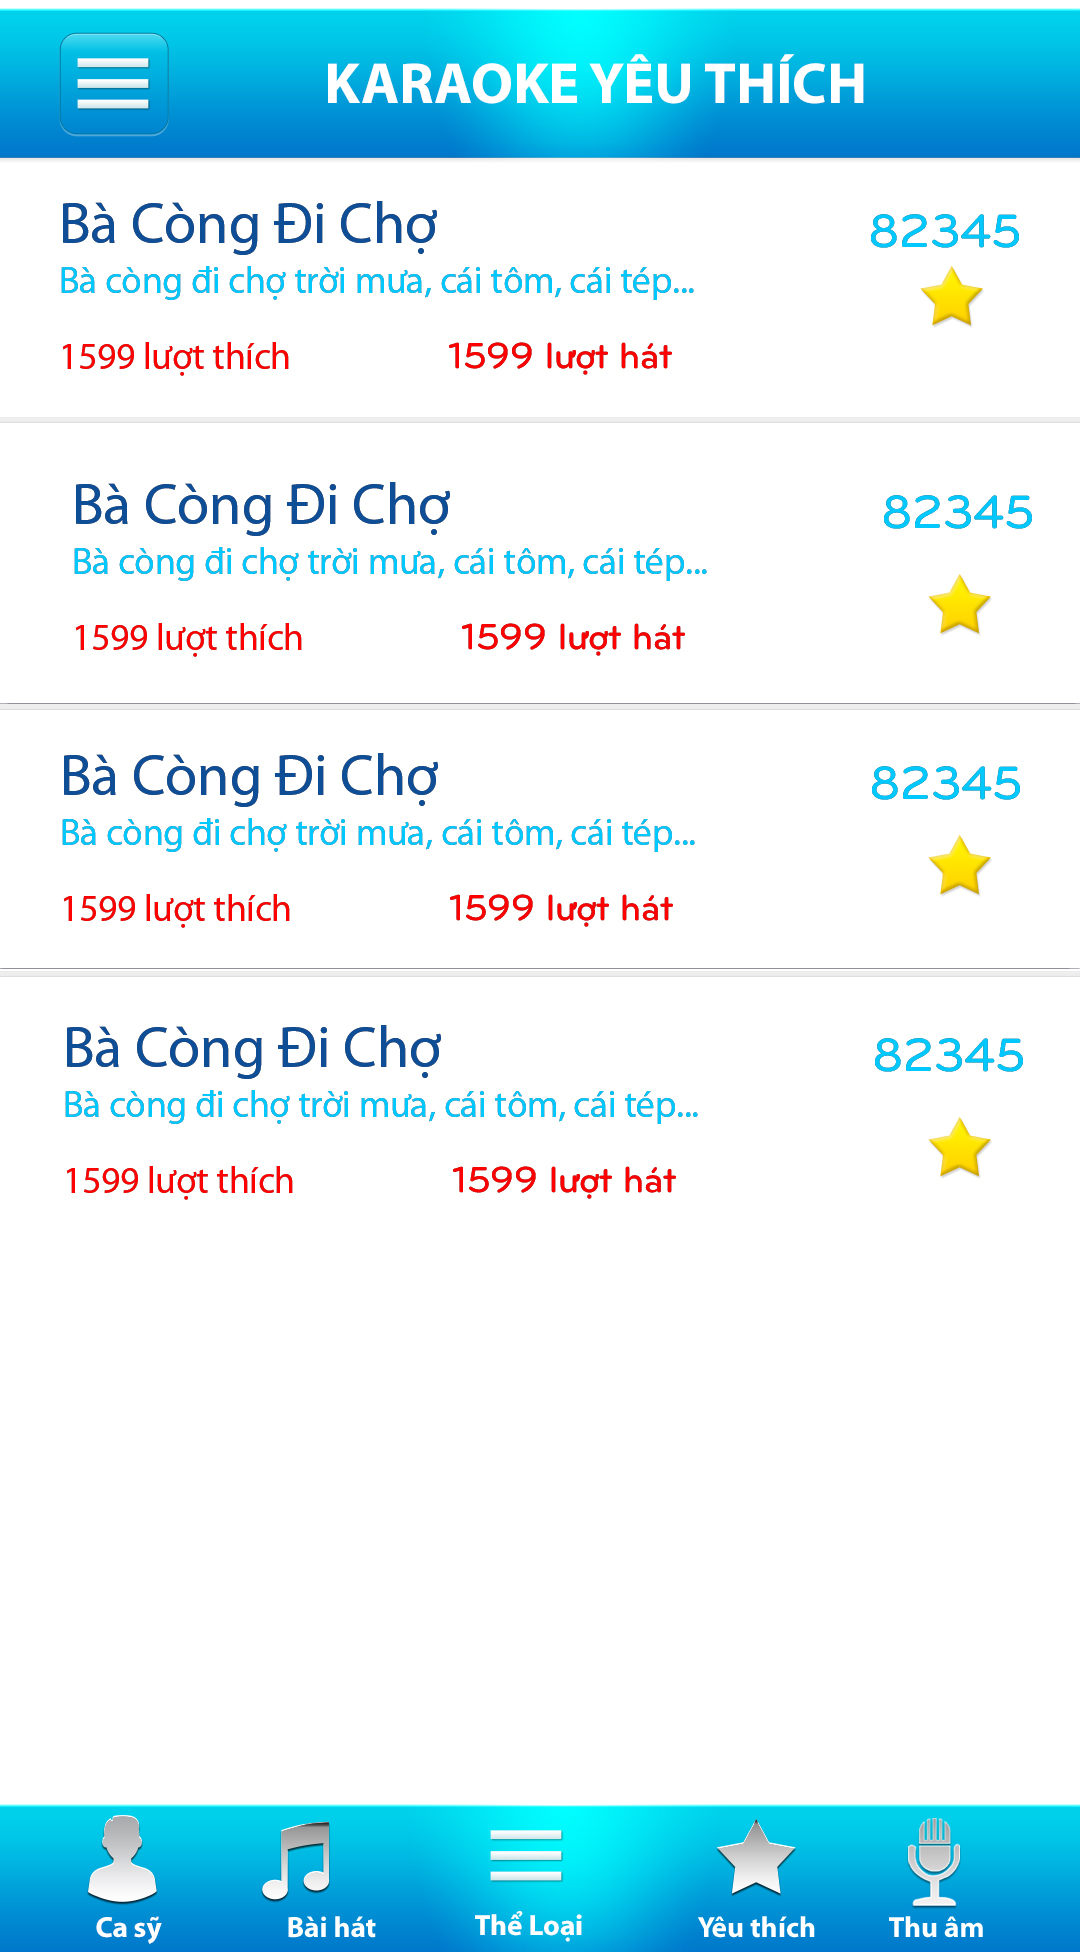 KARAOKE YÊU THÍCH
Bà Còng Đi Chợ
82345
Bà còng đi chợ trời mưa, cái tôm, cái tép...
1599 lượt thích
1599 lượt hát
Bà Còng Đi Chợ
82345
Bà còng đi chợ trời mưa, cái tôm, cái tép...
1599 lượt thích
1599 lượt hát
Bà Còng Đi Chợ
82345
Bà còng đi chợ trời mưa, cái tôm, cái tép...
1599 lượt thích
1599 lượt hát
Bà Còng Đi Chợ
82345
Bà còng đi chợ trời mưa, cái tôm, cái tép...
1599 lượt thích
1599 lượt hát
Ca sỹ
Bài hát
Thể Loại
Yêu thích
Thu âm